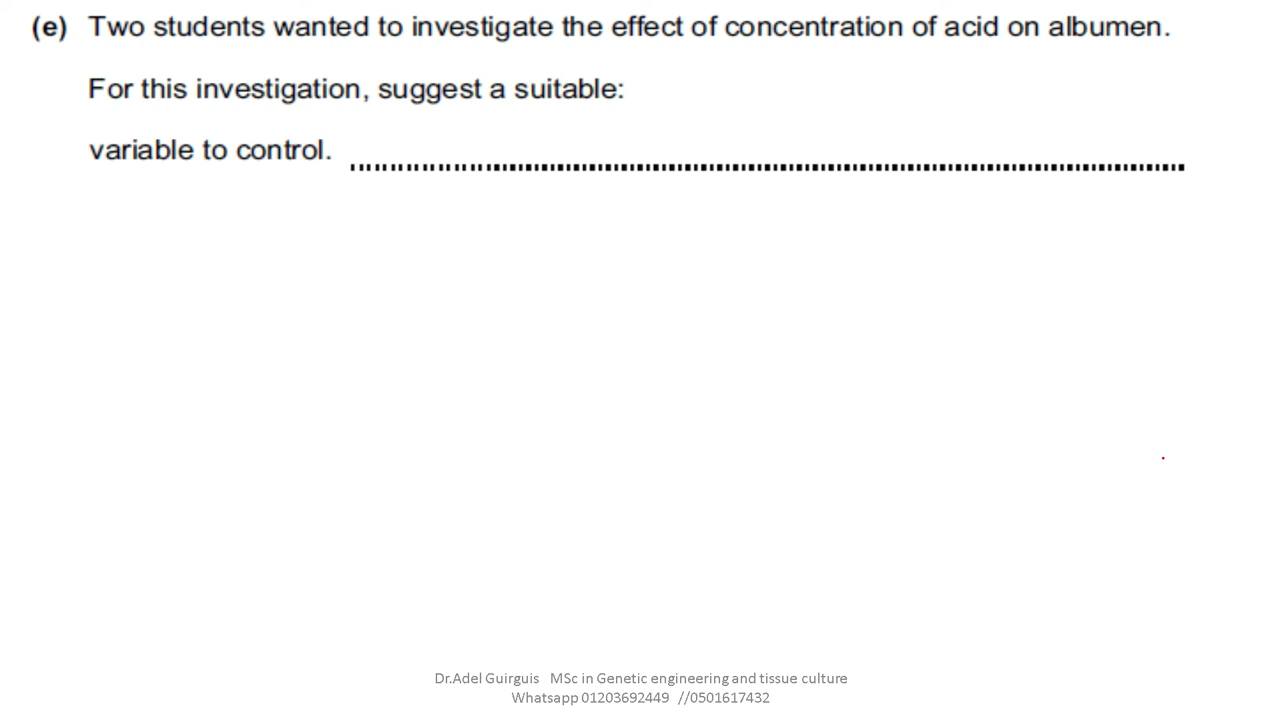 (e) Two students wanted to investigate the effect of concentration of acid on albumen.
For this investigation, suggest a suitable:
variable to control. ................................................................................
Dr.Adel Guirguis MSc in Genetic engineering and tissue culture
Whatsapp 01203692449 //0501617432